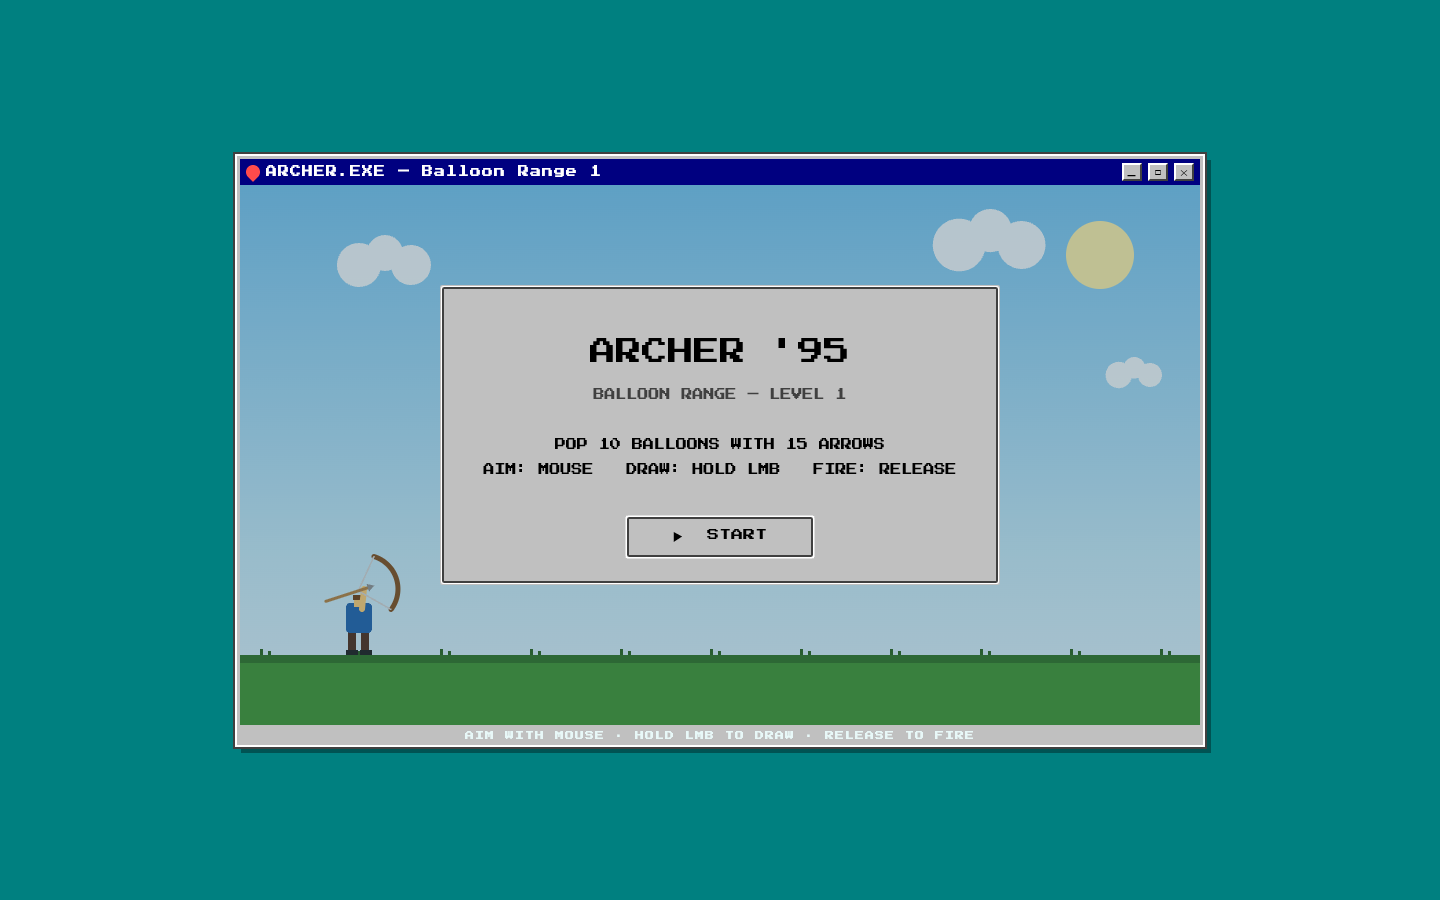 ARCHER.EXE — Balloon Range 1
ARCHER '95
BALLOON RANGE — LEVEL 1
POP 10 BALLOONS WITH 15 ARROWS
AIM: MOUSE DRAW: HOLD LMB FIRE: RELEASE
► START
AIM WITH MOUSE · HOLD LMB TO DRAW · RELEASE TO FIRE